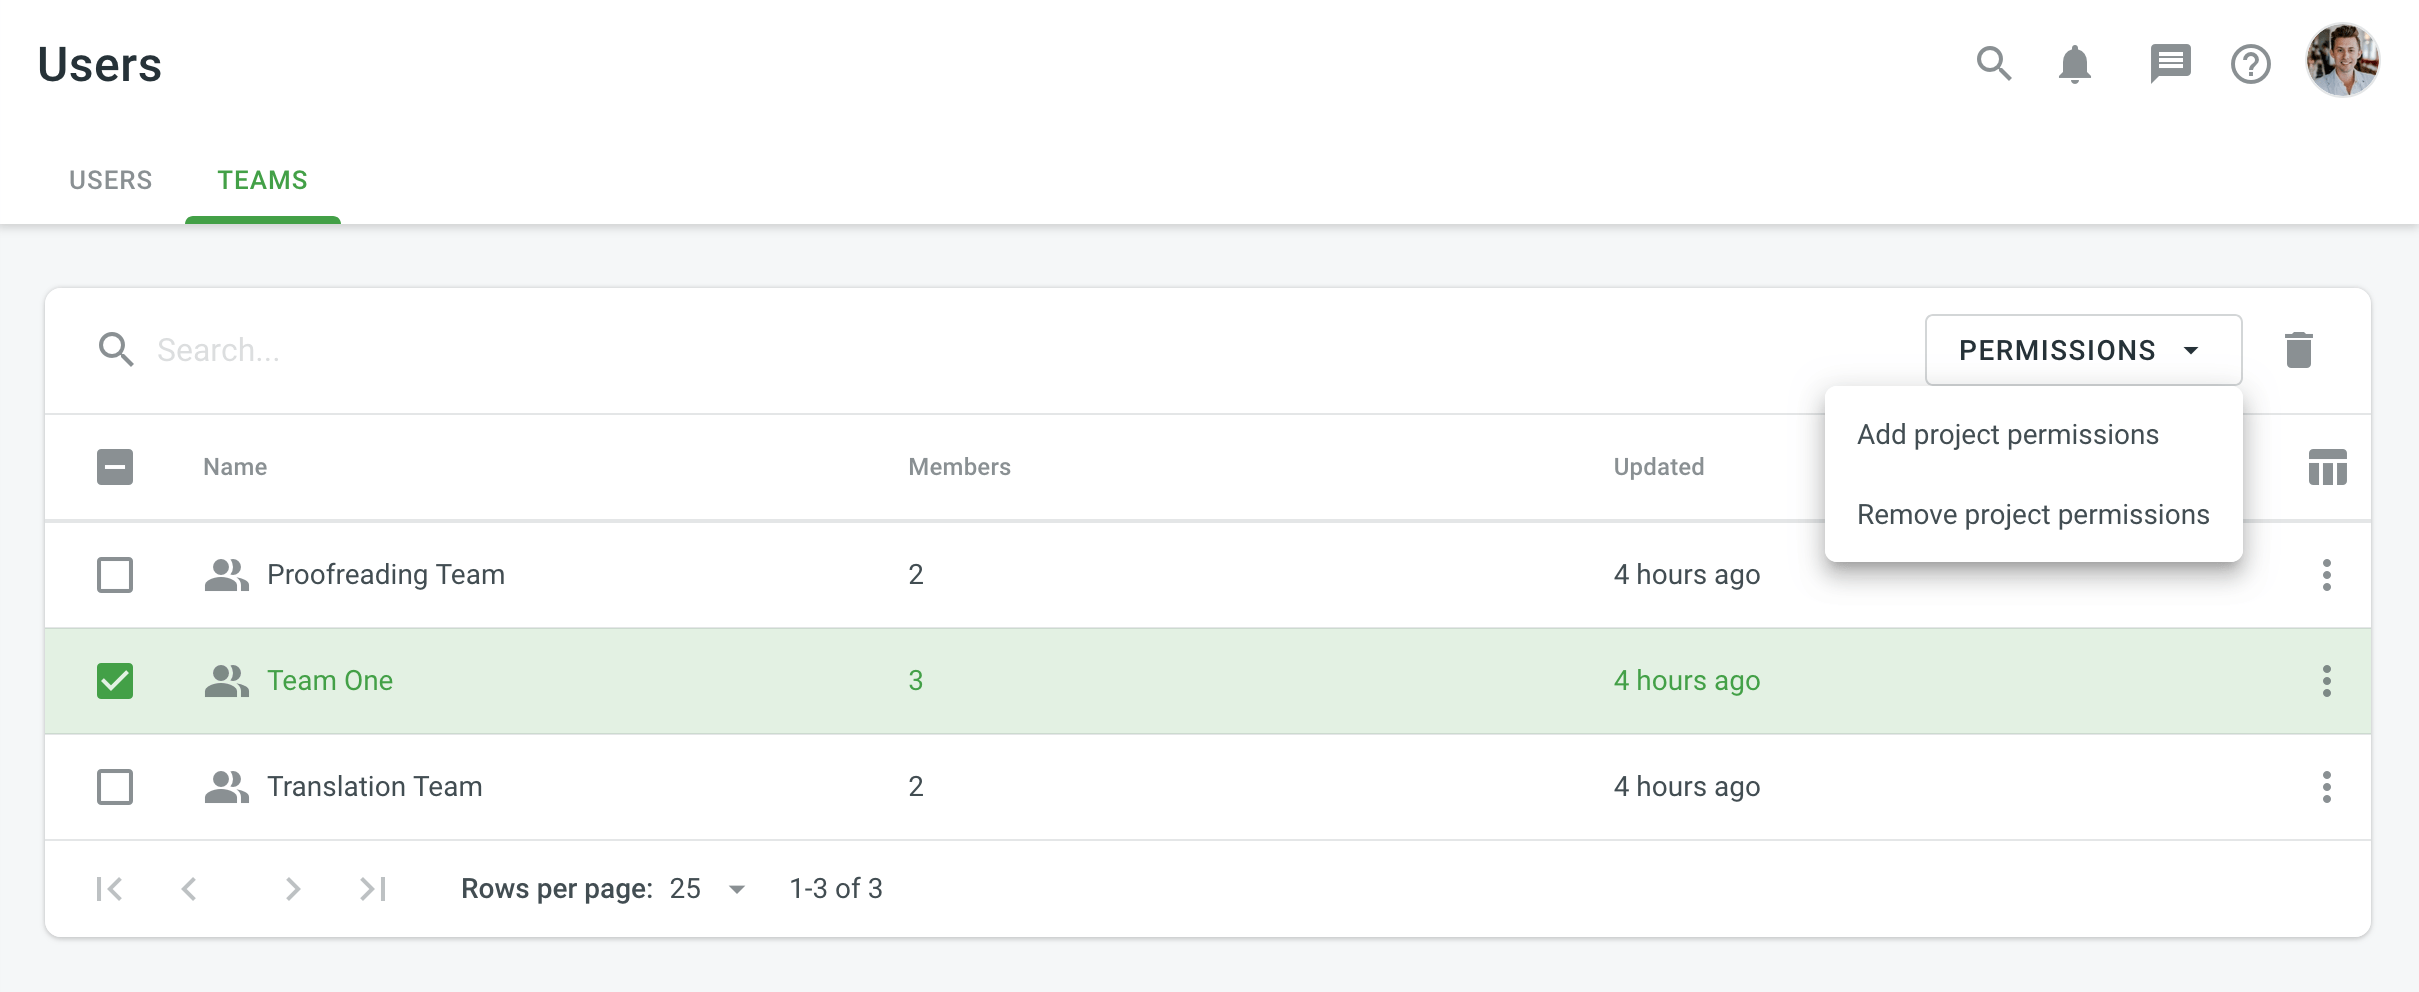 Users
USERS TEAMS
Search... PERMISSIONS
Add project permissions
Remove project permissions
Name Members Updated
Proofreading Team 2 4 hours ago
Team One 3 4 hours ago
Translation Team 2 4 hours ago
Rows per page: 25 1-3 of 3